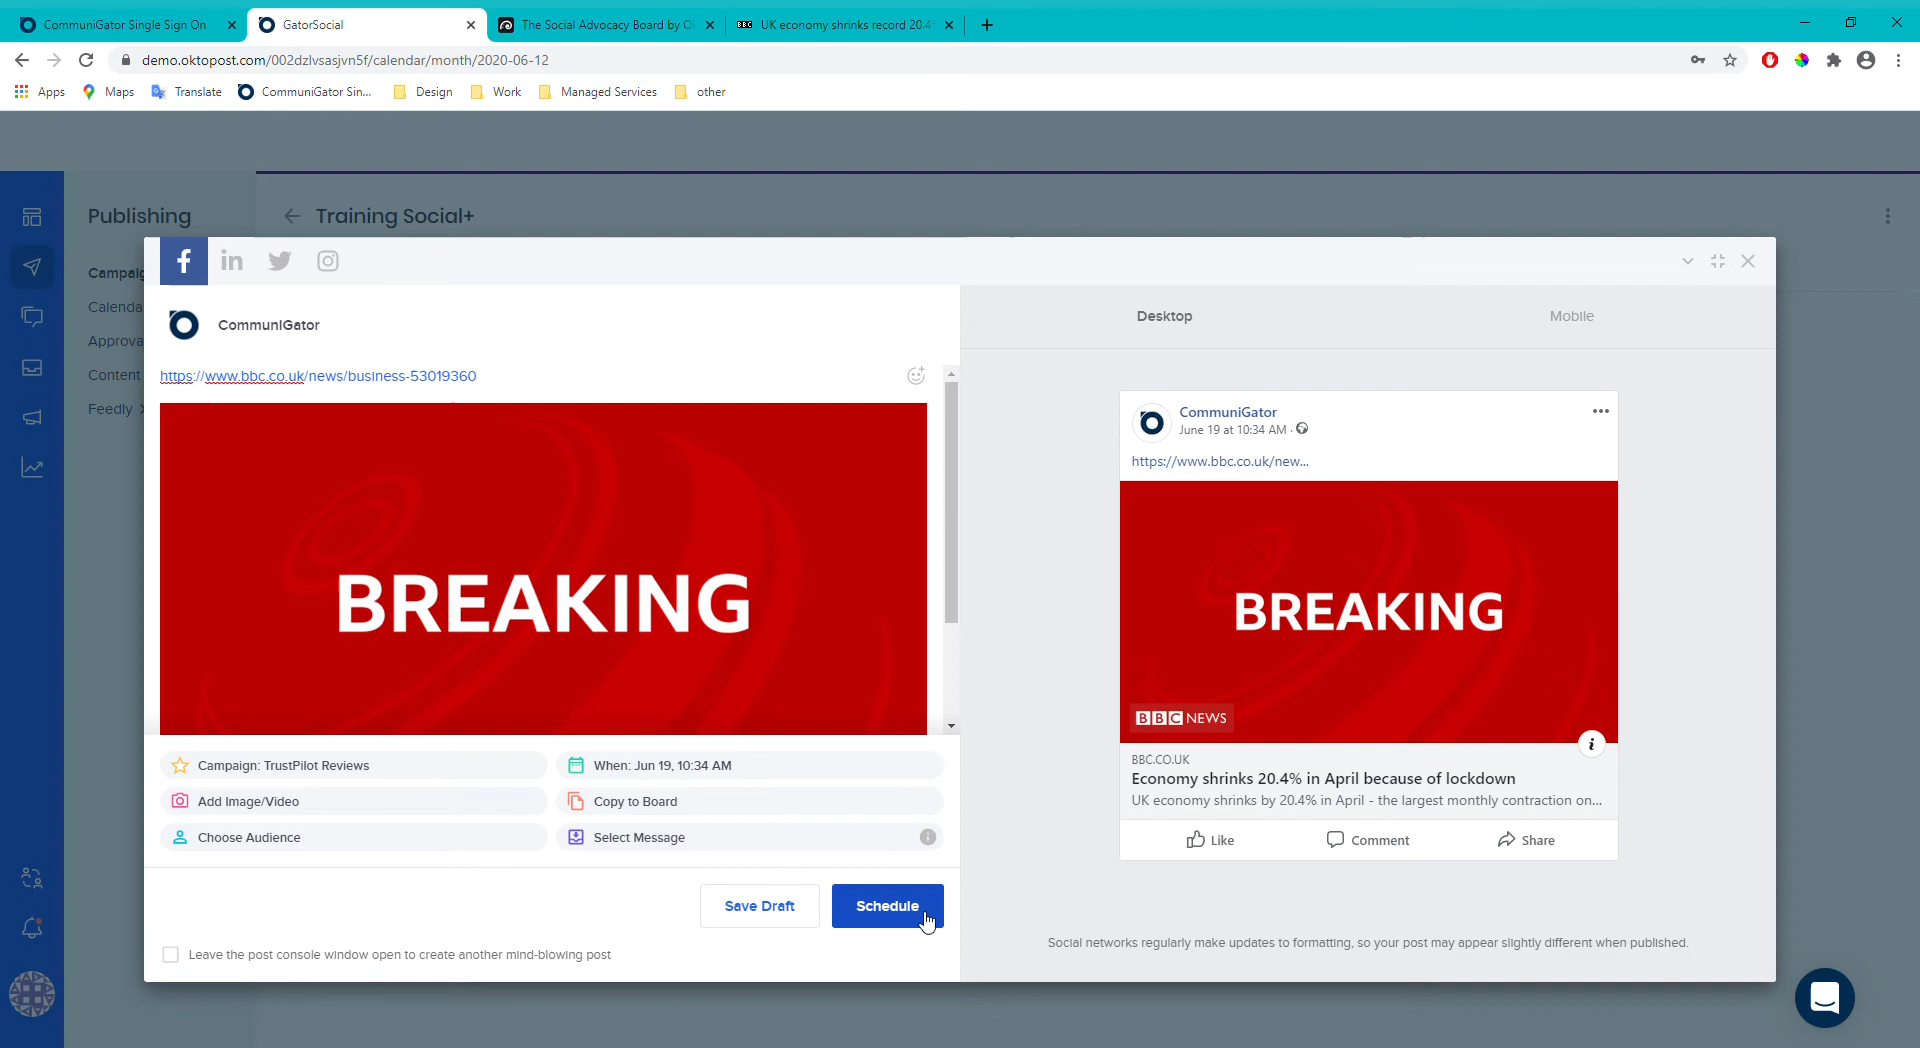 CommuniGator Single Sign On
GatorSocial
The Social Advocacy Board by O
UK economy shrinks record 20.4
demo.oktopost.com/002dzlvsasjvn5f/calendar/month/2020-06-12
Apps
Maps
Translate
CommuniGator Sin...
Design
Work
Managed Services
other
Publishing
Training Social+
Campaig
Calenda
Approva
Content
Feedly
CommuniGator
https://www.bbc.co.uk/news/business-53019360
BREAKING
Campaign: TrustPilot Reviews
When: Jun 19, 10:34 AM
Add Image/Video
Copy to Board
Choose Audience
Select Message
Save Draft
Schedule
Leave the post console window open to create another mind-blowing post
Desktop
Mobile
CommuniGator
June 19 at 10:34 AM ·
https://www.bbc.co.uk/new...
BREAKING
BBC NEWS
BBC.CO.UK
Economy shrinks 20.4% in April because of lockdown
UK economy shrinks by 20.4% in April - the largest monthly contraction on...
Like
Comment
Share
Social networks regularly make updates to formatting, so your post may appear slightly different when published.